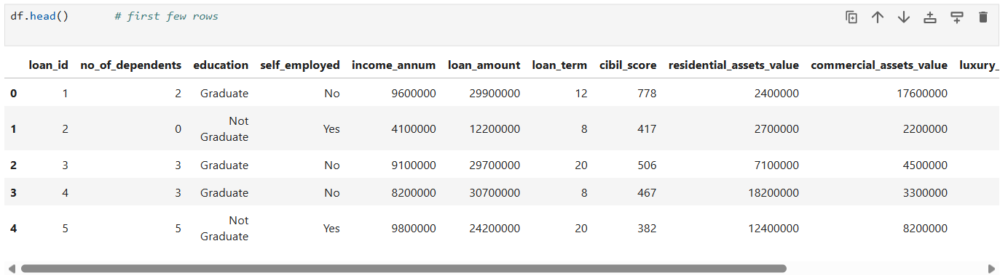 df.head() # first few rows
loan_id no_of_dependents education self_employed income_annum loan_amount loan_term cibil_score residential_assets_value commercial_assets_value luxury_
0 1 2 Graduate No 9600000 29900000 12 778 2400000 17600000
1 2 0 Not Graduate Yes 4100000 12200000 8 417 2700000 2200000
2 3 3 Graduate No 9100000 29700000 20 506 7100000 4500000
3 4 3 Graduate No 8200000 30700000 8 467 18200000 3300000
4 5 5 Not Graduate Yes 9800000 24200000 20 382 12400000 8200000